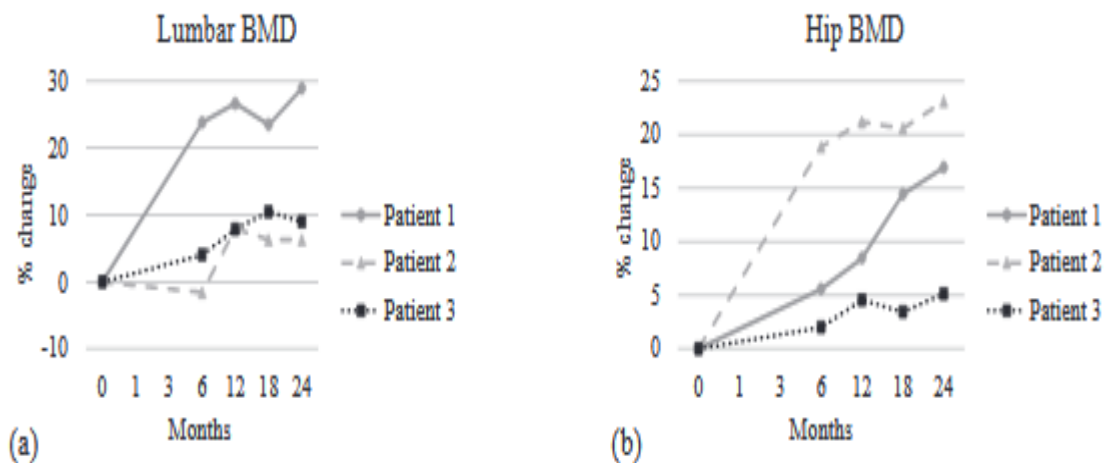 Lumbar BMD
30
20
10
0
-10
% change
0 1 3 6 12 18 24
Months
Patient 1
Patient 2
Patient 3
(a)
Hip BMD
25
20
15
10
5
0
% change
0 1 3 6 12 18 24
Months
Patient 1
Patient 2
Patient 3
(b)